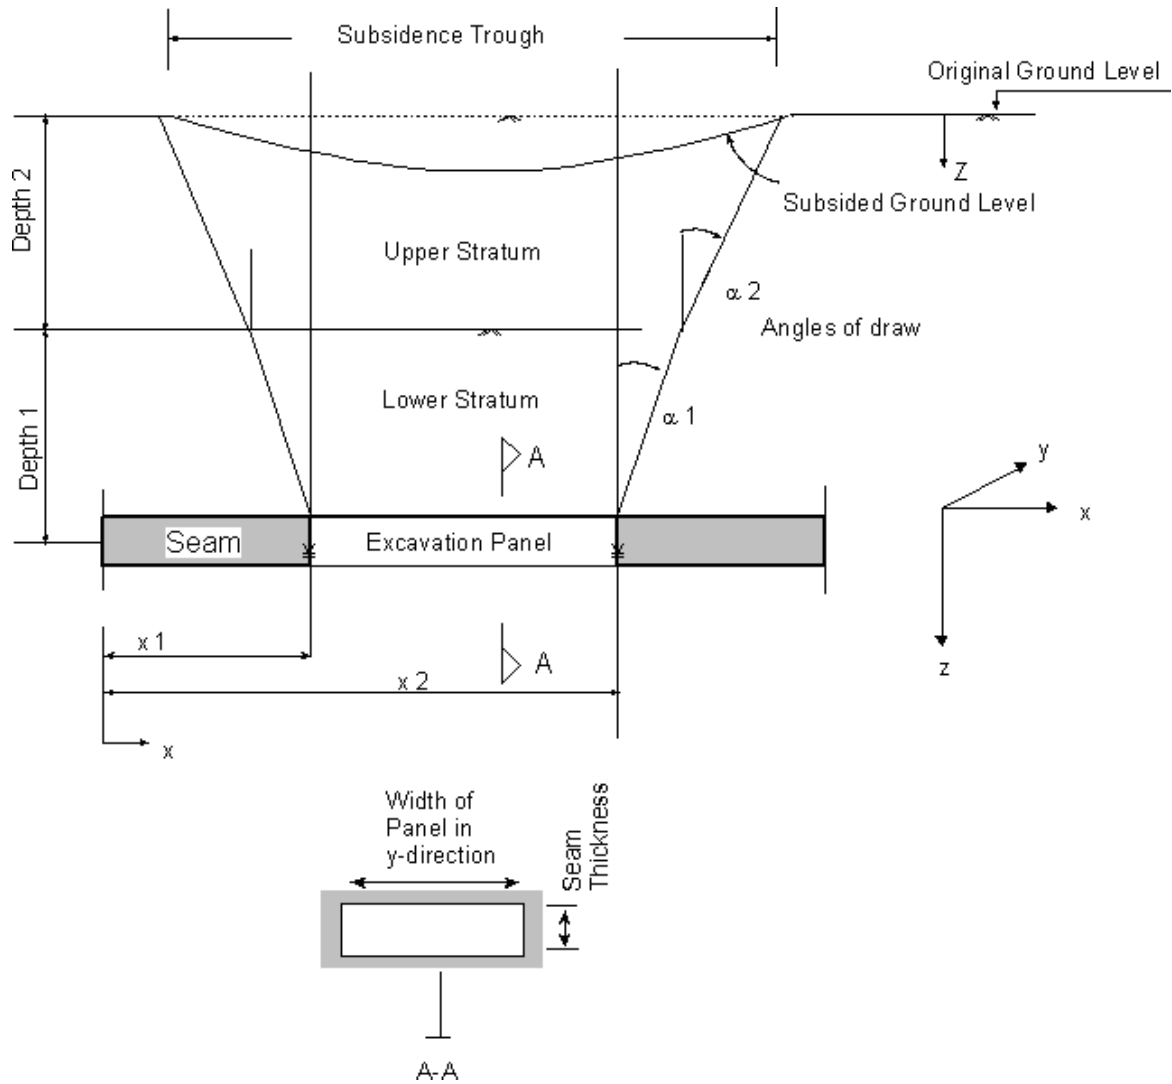 Subsidence Trough
Original Ground Level
Z
Subsided Ground Level
Depth 2
Upper Stratum
α 2
Angles of draw
Lower Stratum
α 1
Depth 1
A
y
x
Seam
Excavation Panel
x 1
A
z
x 2
x
Width of
Panel in
y-direction
Seam
Thickness
A-A